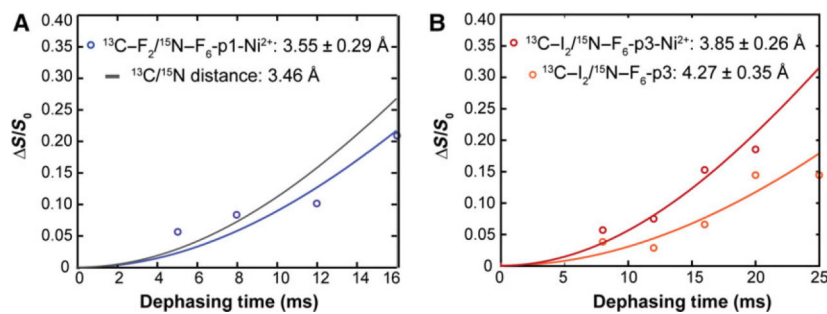 A
0.40
0.35
0.30
0.25
0.20
0.15
0.10
0.05
0
ΔS/S₀
¹³C–F₂/¹⁵N–F₆-p1-Ni²⁺: 3.55 ± 0.29 Å
¹³C/¹⁵N distance: 3.46 Å
0 2 4 6 8 10 12 14 16
Dephasing time (ms)
B
0.40
0.35
0.30
0.25
0.20
0.15
0.10
0.05
0
ΔS/S₀
¹³C–I₂/¹⁵N–F₆-p3-Ni²⁺: 3.85 ± 0.26 Å
¹³C–I₂/¹⁵N–F₆-p3: 4.27 ± 0.35 Å
0 5 10 15 20 25
Dephasing time (ms)